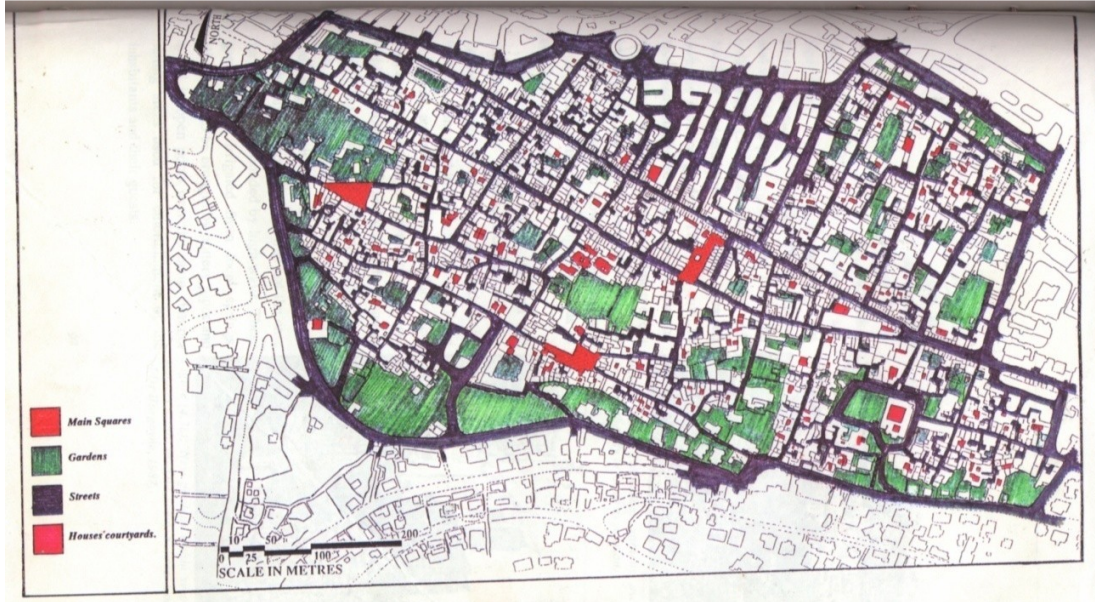 NORTH
Main Squares
Gardens
Streets
Houses'courtyards.
10 50 200
0 25 100
SCALE IN METRES